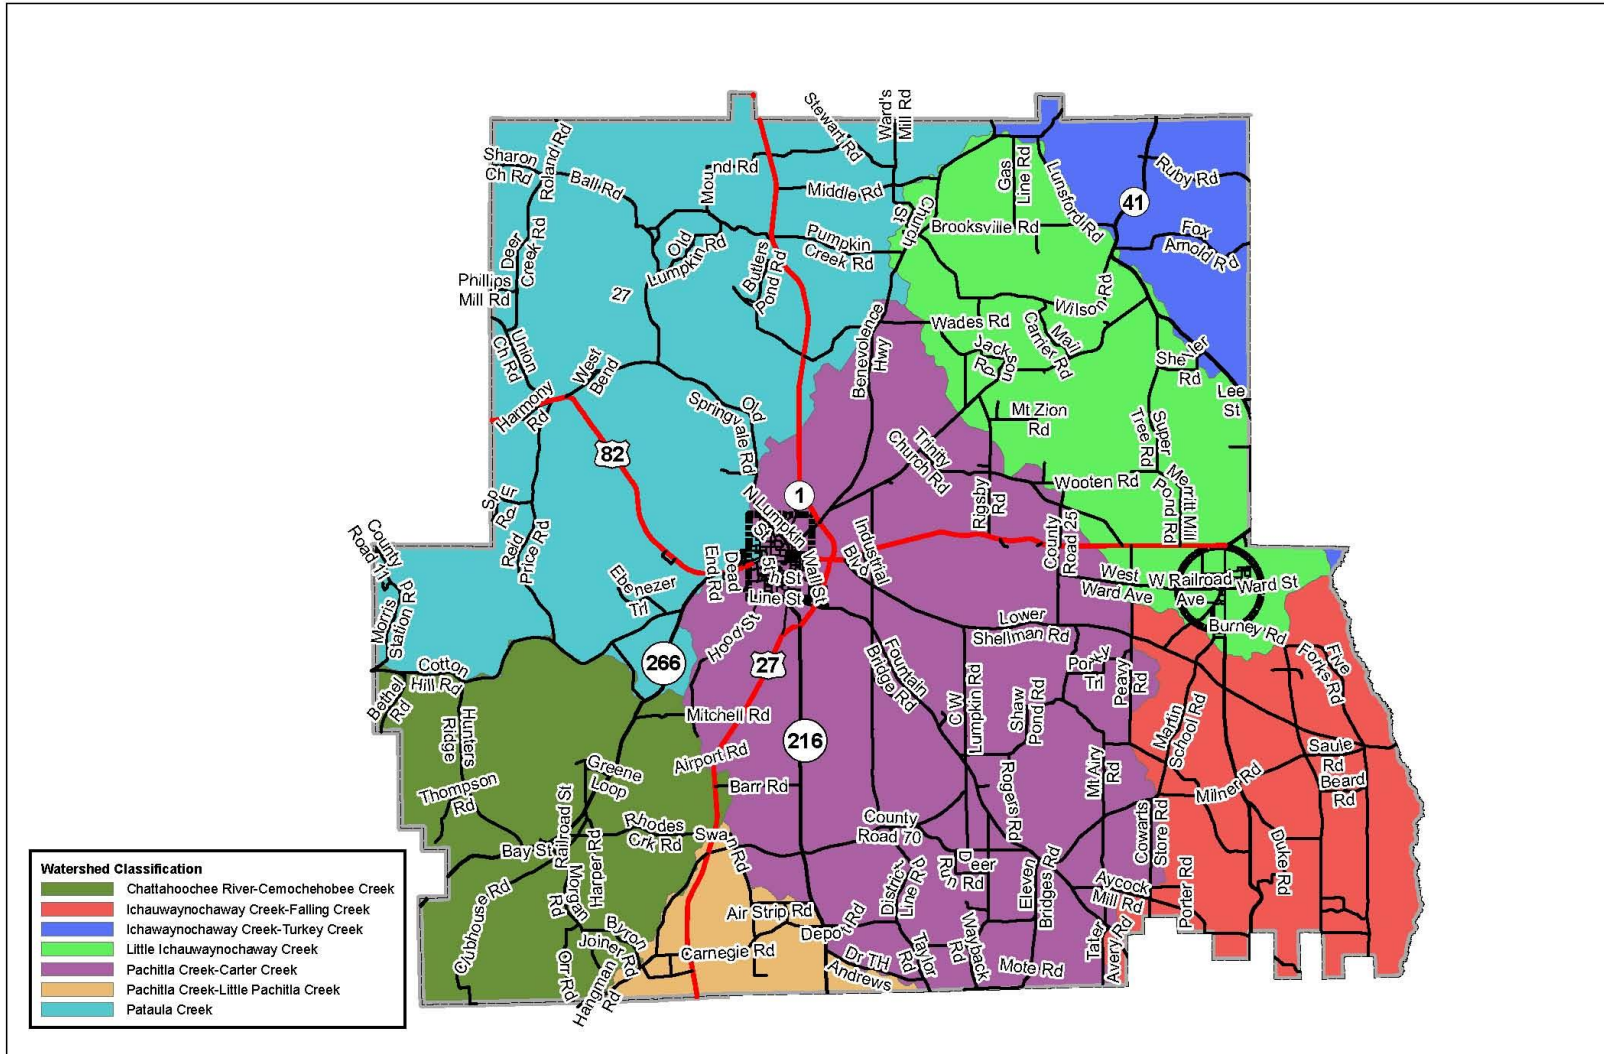 Stewart Rd
Ward's
Mill Rd
Sharon
Ch Rd
Roland Rd
Ball Rd
Mound Rd
Middle Rd
Gas
Line Rd
Lunsford Rd
Ruby Rd
41
Church
St
Brooksville Rd
Fox
Arnold Rd
Deer
Creek Rd
Old
Lumpkin Rd
Butlers
Pond Rd
Pumpkin
Creek Rd
Phillips
Mill Rd
27
Wilson Rd
Union
Ch Rd
West
Bend
Benevolence
Hwy
Wades Rd
Jackson
Rd
Mail
Carrier Rd
Rd
Lee
St
Harmony
Rd
Old
Springvale Rd
Mt Zion
Rd
Super
Tree Rd
82
Trinity
Church Rd
Wooten Rd
Merritt Mill
Pond Rd
Spur
Rd
1
N Lumpkin
St
Rigsby
Rd
County
Road 25
County
Road 113
Reid
Price Rd
Industrial
Blvd
Dead
End Rd
5th St
Wall St
Line St
Ebenezer
Trl
West
Ward Ave
W Railroad
Ave
Ward St
Morris
Station Rd
Hood St
Lower
Shellman Rd
Burney Rd
266
27
Fountain
Bridge Rd
Porky
Trl
Peavy
Rd
Five
Forks Rd
Cotton
Hill Rd
Bethel
Rd
Hunters
Ridge
Mitchell Rd
C W
Lumpkin Rd
Shaw
Pond Rd
Martin
School Rd
216
Airport Rd
Saule
Rd
Greene
Loop
Barr Rd
Mt Airy
Rd
Milner Rd
Beard
Rd
Thompson
Rd
Railroad St
Harper Rd
Rhodes
Crk Rd
Swan Rd
County
Road 70
Rogers Rd
Cowarts
Store Rd
Duke Rd
Bay St
Clubhouse Rd
Morgan
Rd
District
Line Rd
Deer
Run Rd
Eleven
Bridges Rd
Aycock
Mill Rd
Porter Rd
Byron
Joiner Rd
Air Strip Rd
Depot Rd
Orr Rd
Hangman
Rd
Carnegie Rd
Dr TH
Andrews
Taylor
Rd
Wayback
Rd
Mote Rd
Tater
Avery Rd
Watershed Classification
Chattahoochee River-Cemochehobee Creek
Ichauwaynochaway Creek-Falling Creek
Ichawaynochaway Creek-Turkey Creek
Little Ichauwaynochaway Creek
Pachitla Creek-Carter Creek
Pachitla Creek-Little Pachitla Creek
Pataula Creek